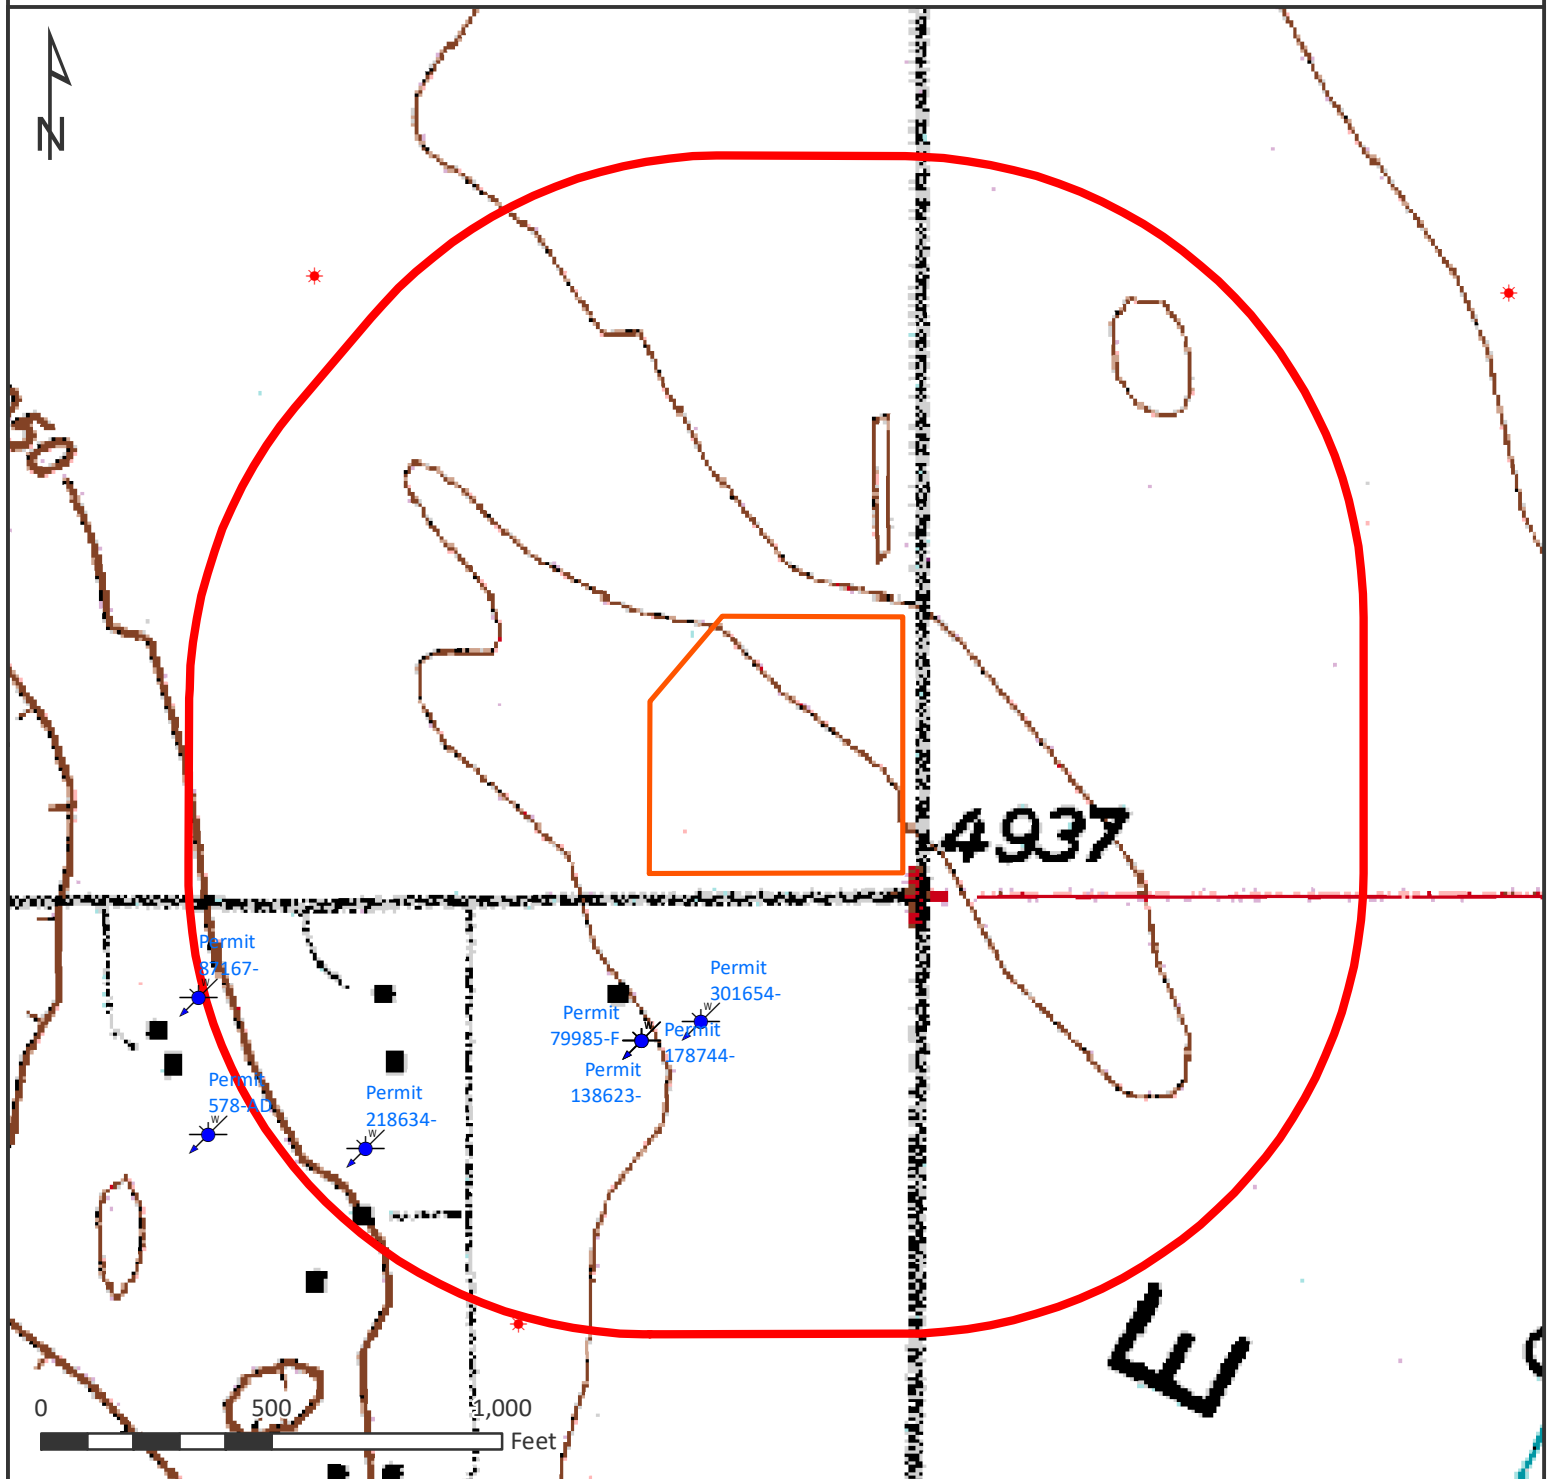 N
50
4937
Permit
87167-
W
Permit
301654-
W
Permit
79985-F
Permit
178744-
Permit
138623-
Permit
578-AD
W
Permit
218634-
W
E
0 500 1,000
Feet